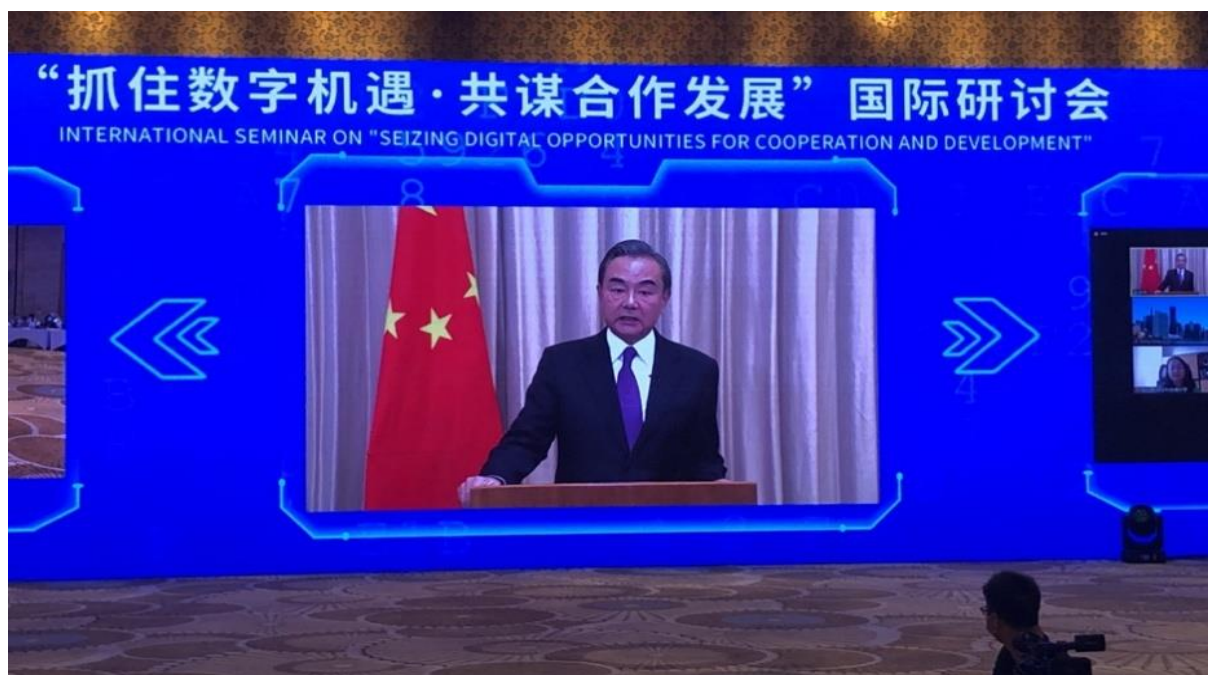 “抓住数字机遇·共谋合作发展” 国际研讨会
INTERNATIONAL SEMINAR ON "SEIZING DIGITAL OPPORTUNITIES FOR COOPERATION AND DEVELOPMENT"